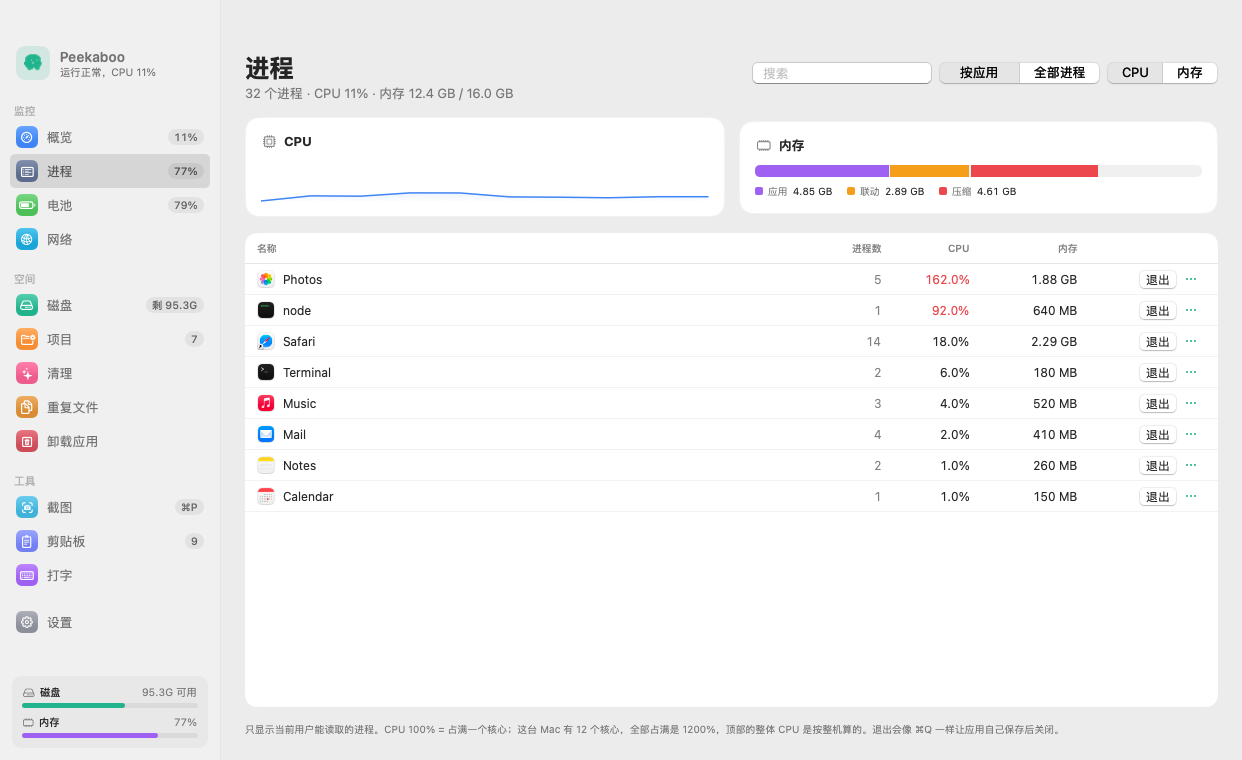 Peekaboo
运行正常，CPU 11%
监控
概览 11%
进程 77%
电池 79%
网络
空间
磁盘 剩 95.3G
项目 7
清理
重复文件
卸载应用
工具
截图 ⌘P
剪贴板 9
打字
设置
磁盘 95.3G 可用
内存 77%
进程
32 个进程 · CPU 11% · 内存 12.4 GB / 16.0 GB
搜索 按应用 全部进程 CPU 内存
CPU
内存
应用 4.85 GB 联动 2.89 GB 压缩 4.61 GB
名称 进程数 CPU 内存
Photos 5 162.0% 1.88 GB 退出 ···
node 1 92.0% 640 MB 退出 ···
Safari 14 18.0% 2.29 GB 退出 ···
Terminal 2 6.0% 180 MB 退出 ···
Music 3 4.0% 520 MB 退出 ···
Mail 4 2.0% 410 MB 退出 ···
Notes 2 1.0% 260 MB 退出 ···
Calendar 1 1.0% 150 MB 退出 ···
只显示当前用户能读取的进程。CPU 100% = 占满一个核心；这台 Mac 有 12 个核心，全部占满是 1200%，顶部的整体 CPU 是按整机算的。退出会像 ⌘Q 一样让应用自己保存后关闭。